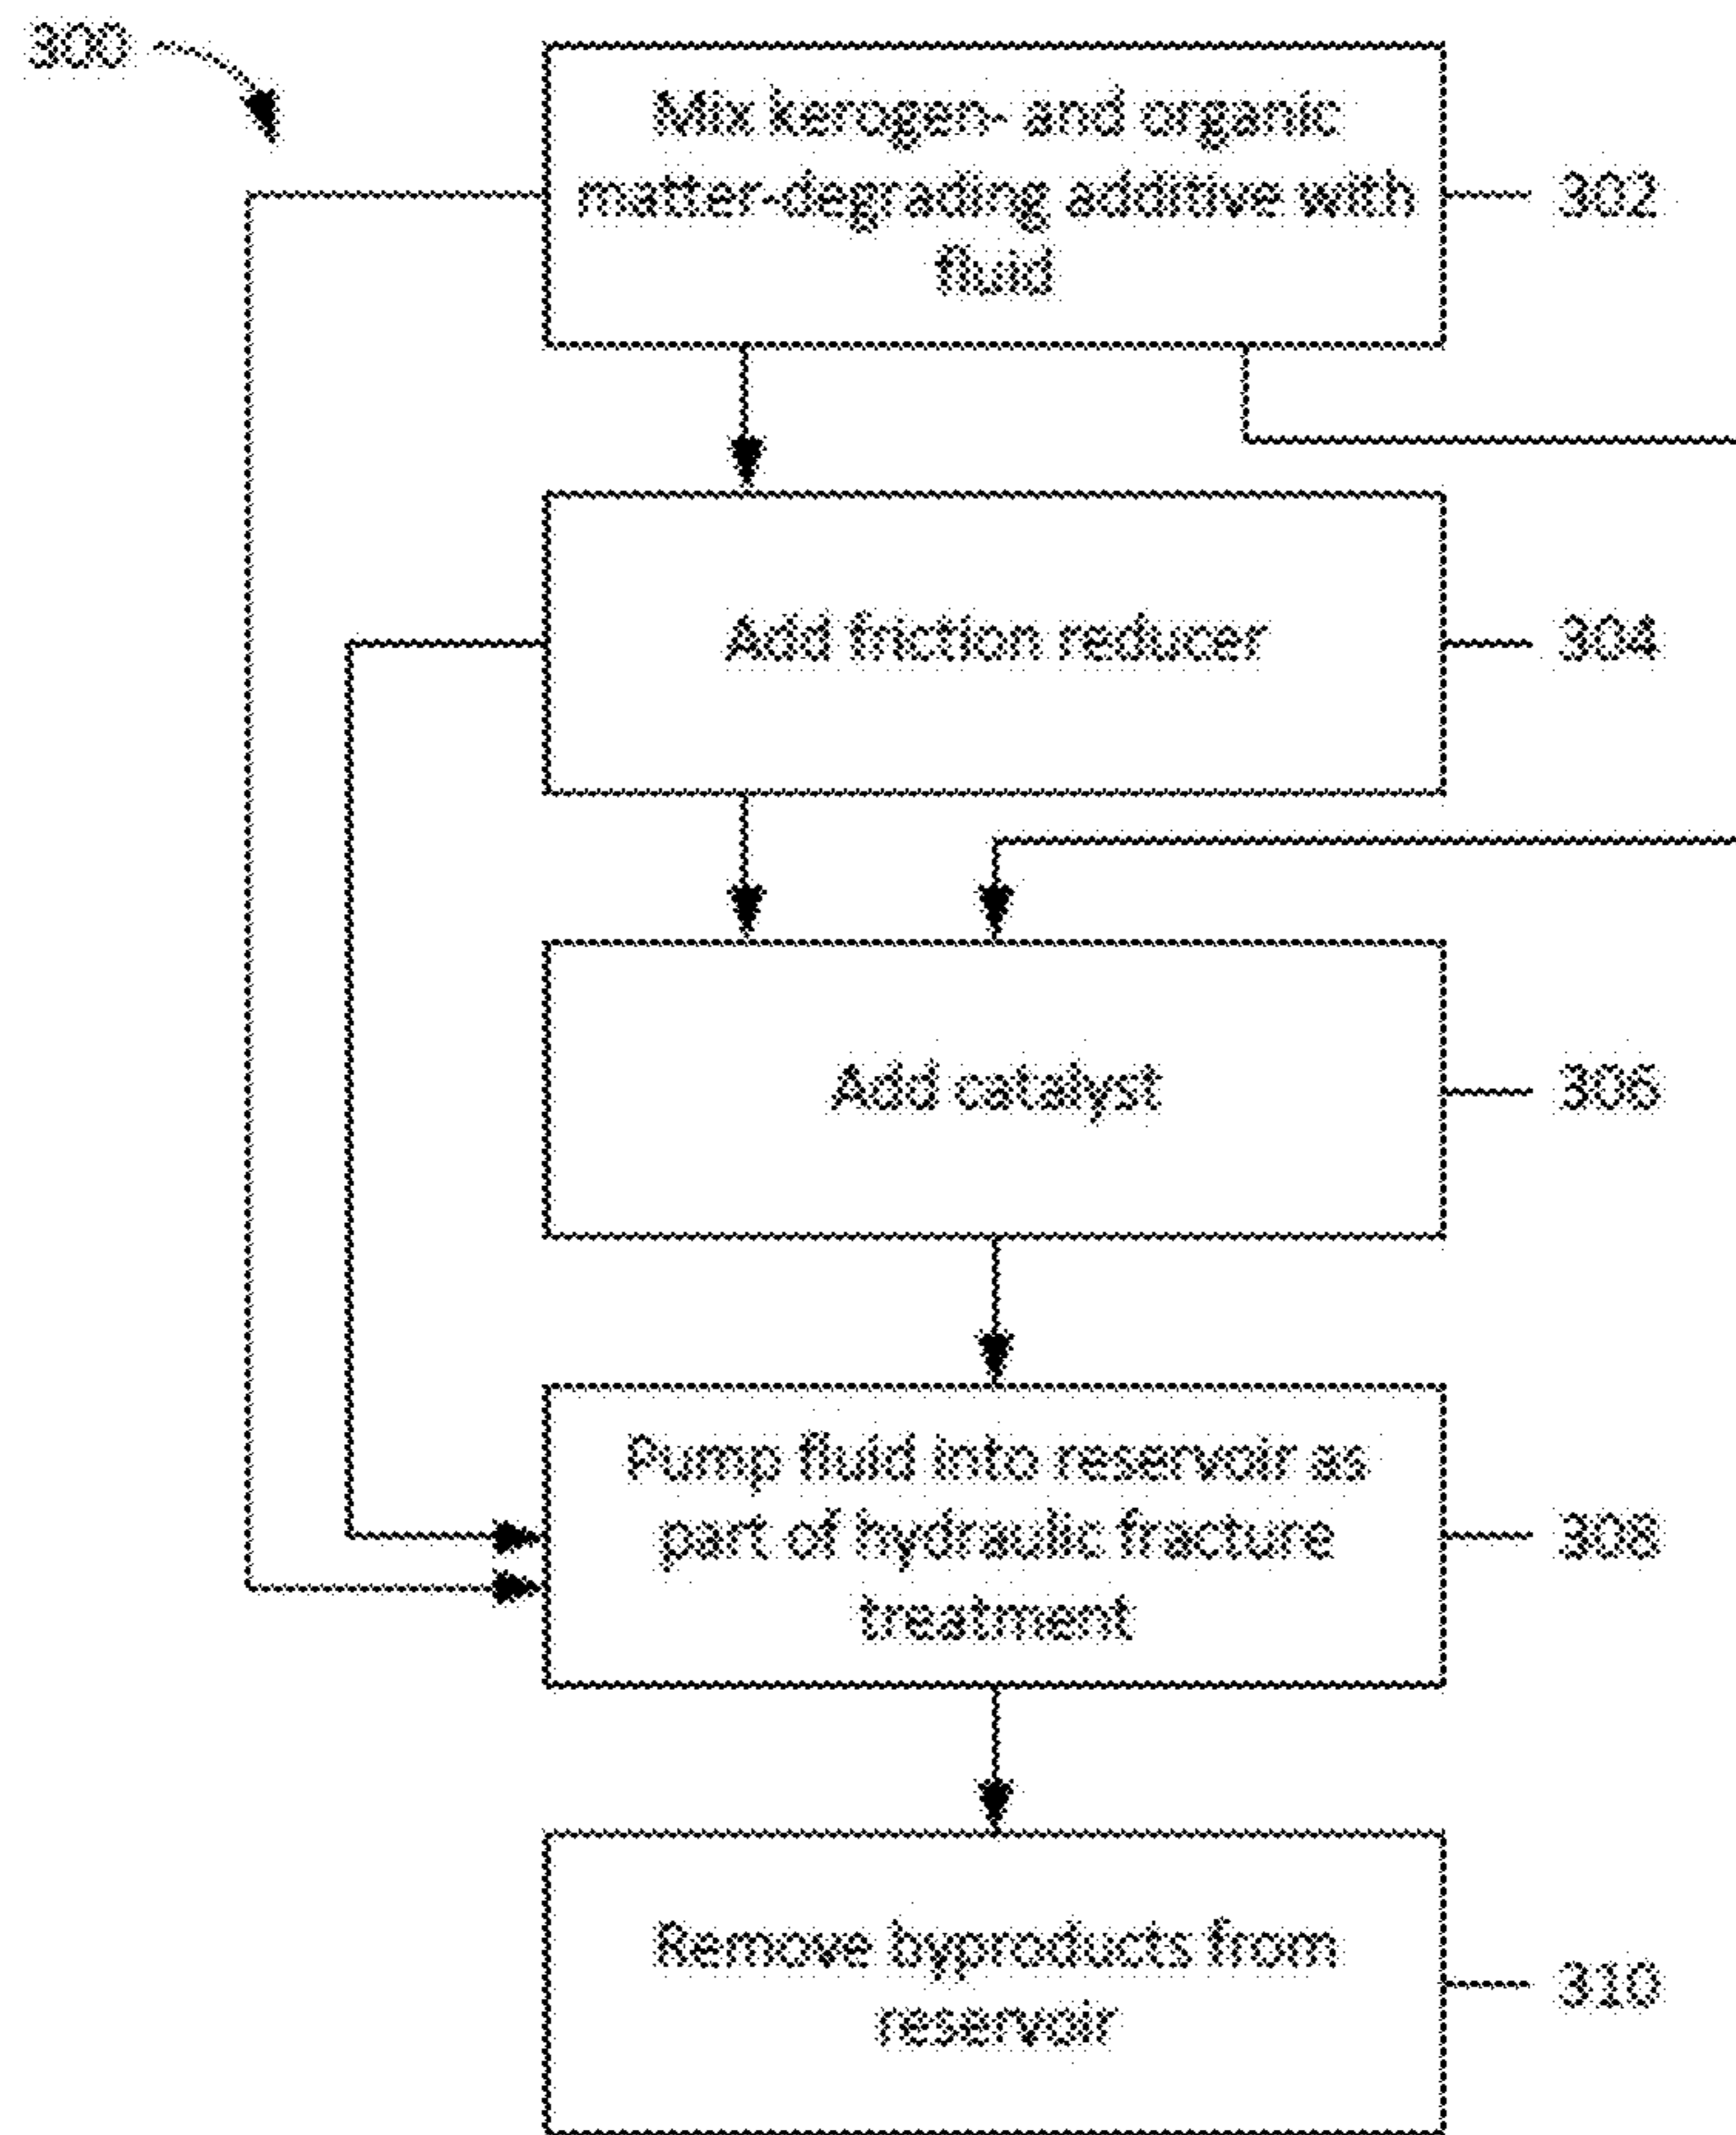 300
Mix kerogen- and organic
matter-degrading additive with
fluid
302
Add friction reducer
304
Add catalyst
306
Pump fluid into reservoir as
part of hydraulic fracture
treatment
308
Remove byproducts from
reservoir
310